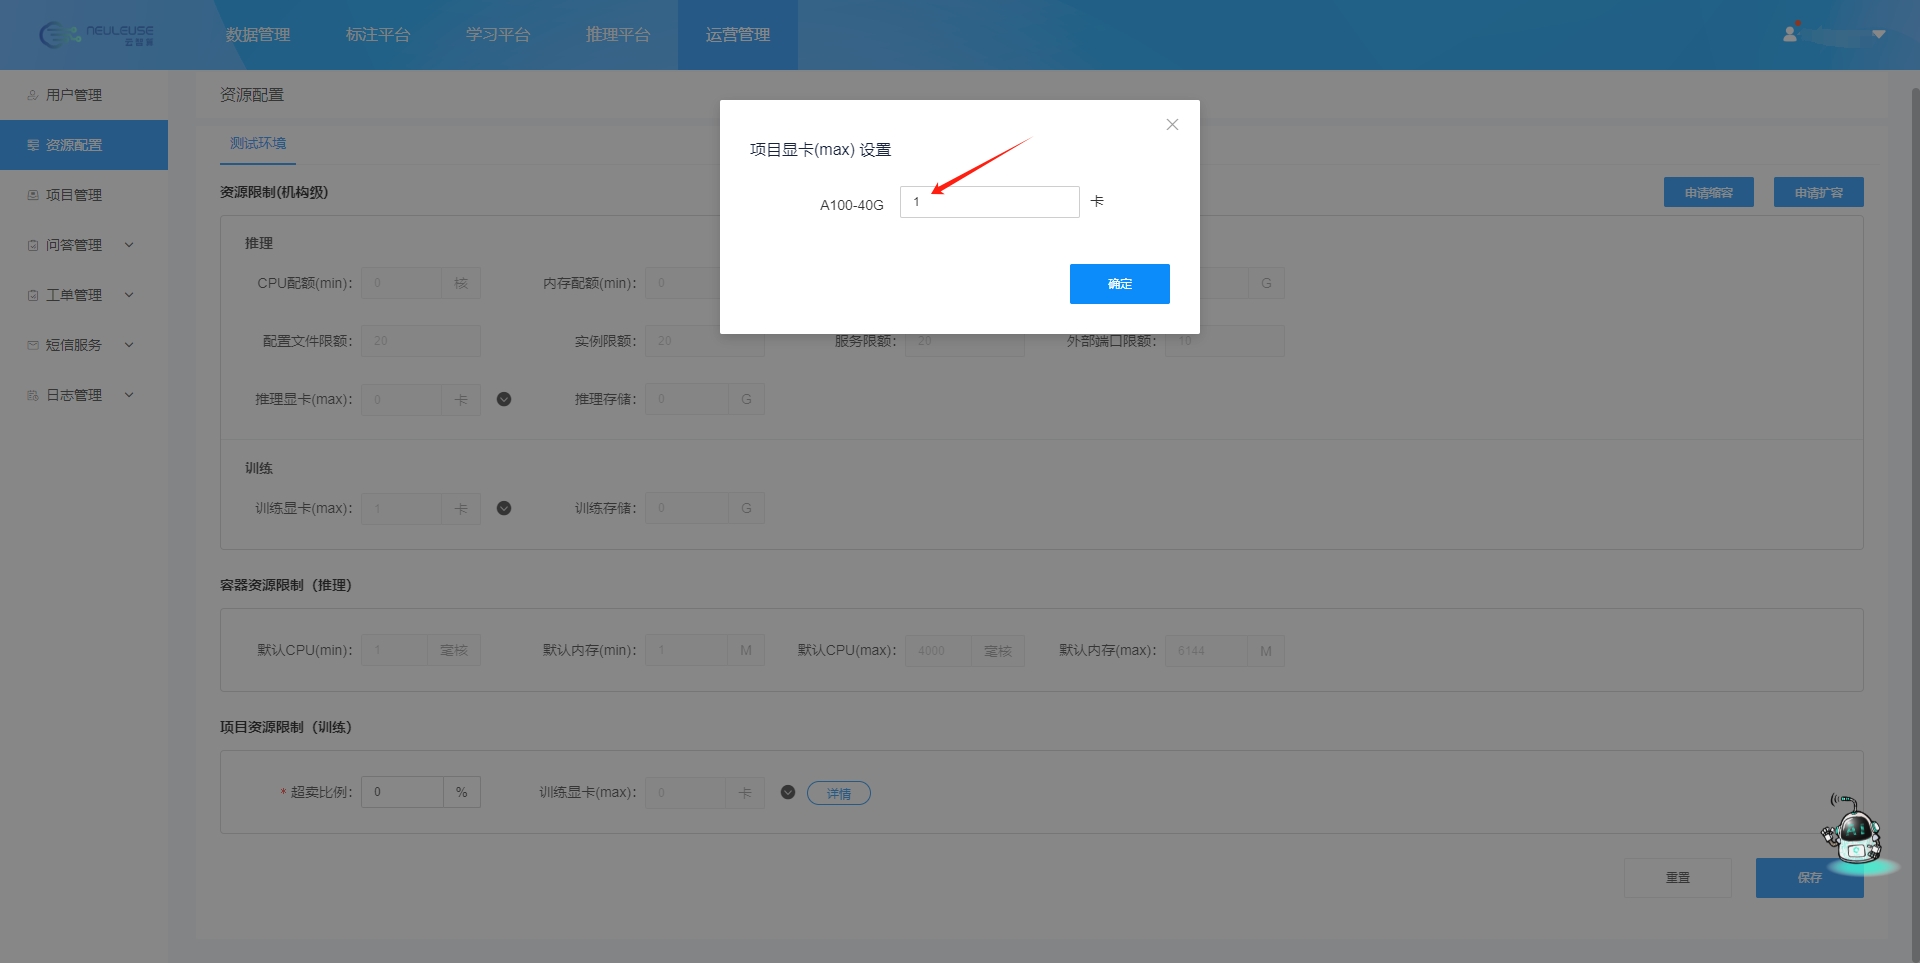 NEULEUSE
数据管理 标注平台 学习平台 推理平台 运营管理
用户管理
资源配置
项目管理
问答管理
工单管理
短信服务
日志管理
资源配置
测试环境
资源限制(机构级)
申请缩容 申请扩容
推理
CPU配额(min): 0 核 内存配额(min): 0 G
配置文件限额: 20 实例限额: 20 服务限额: 20 外部端口限额: 10
推理显卡(max): 0 卡 推理存储: 0 G
训练
训练显卡(max): 1 卡 训练存储: 0 G
容器资源限制（推理）
默认CPU(min): 1 毫核 默认内存(min): 1 M 默认CPU(max): 4000 毫核 默认内存(max): 6144 M
项目资源限制（训练）
* 超卖比例: 0 % 训练显卡(max): 0 卡 详情
重置 保存
项目显卡(max) 设置
A100-40G 1 卡
确定
AI